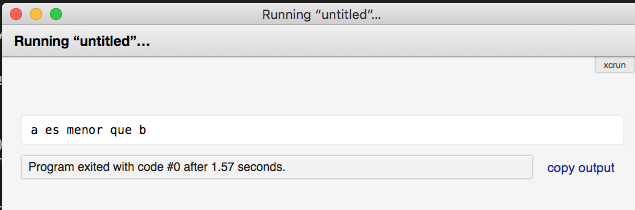 Running “untitled”...
Running “untitled”...
xcrun
a es menor que b
Program exited with code #0 after 1.57 seconds.
copy output